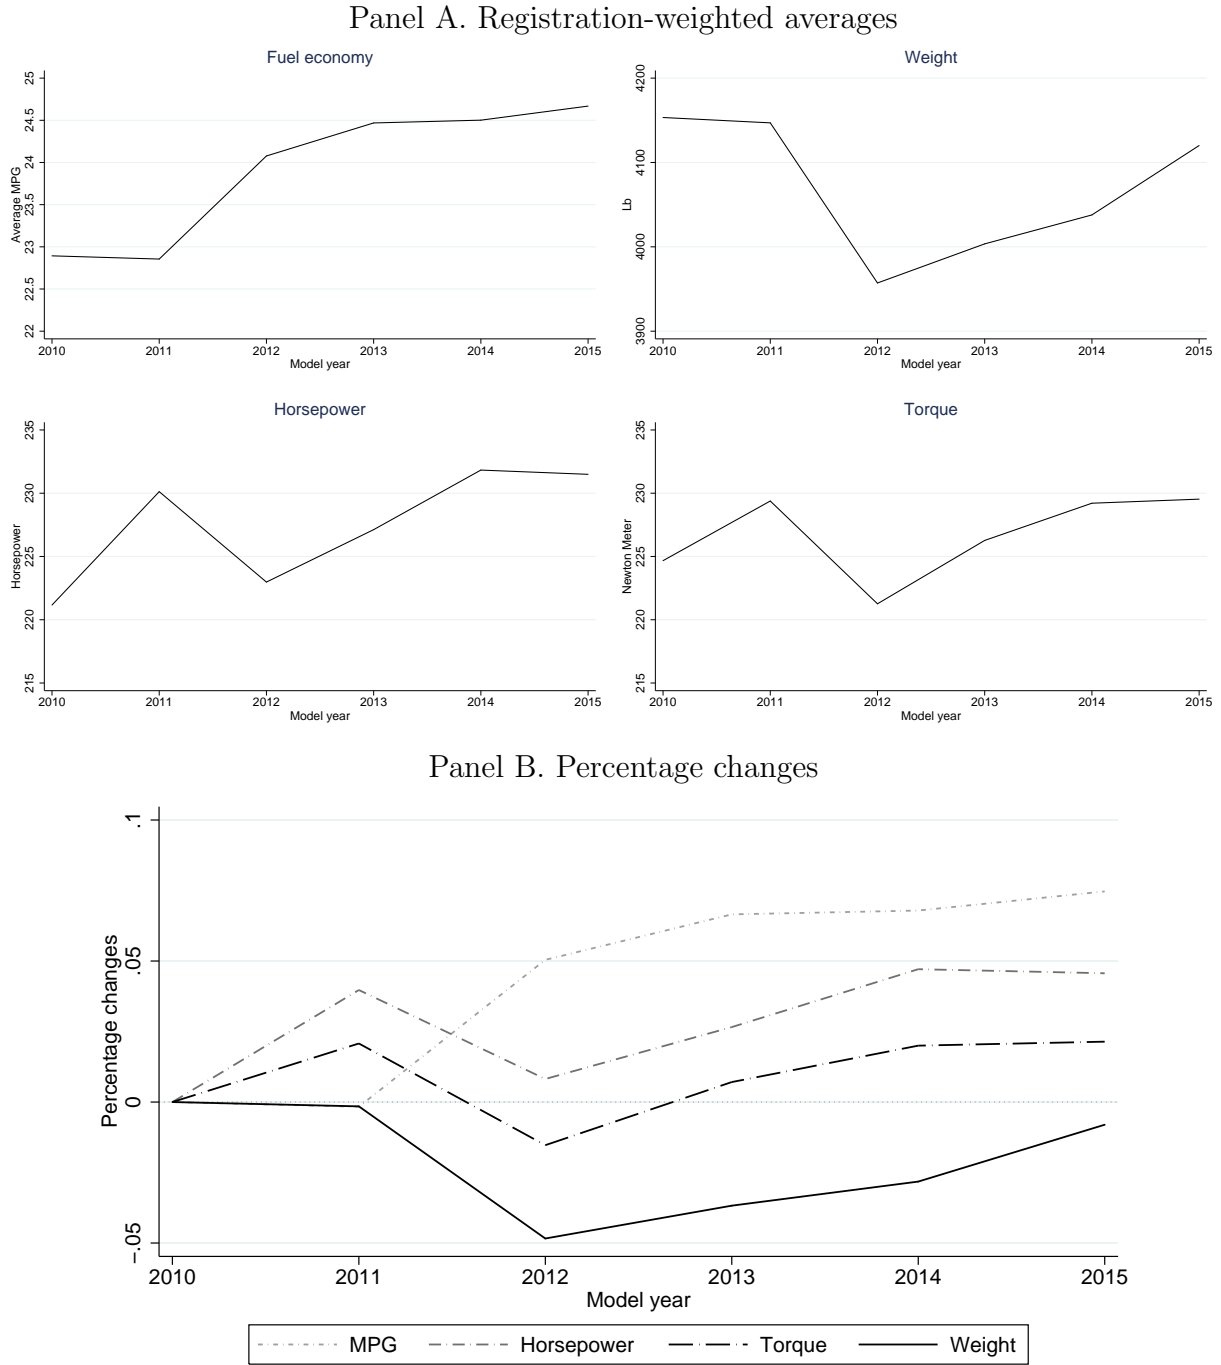 Panel A. Registration-weighted averages
Fuel economy
Average MPG
25
24.5
24
23.5
23
22.5
22
2010 2011 2012 2013 2014 2015
Model year
Weight
Lb
4200
4100
4000
3900
2010 2011 2012 2013 2014 2015
Model year
Horsepower
Horsepower
235
230
225
220
215
2010 2011 2012 2013 2014 2015
Model year
Torque
Newton Meter
235
230
225
220
215
2010 2011 2012 2013 2014 2015
Model year
Panel B. Percentage changes
Percentage changes
.1
.05
0
-.05
2010 2011 2012 2013 2014 2015
Model year
MPG Horsepower Torque Weight